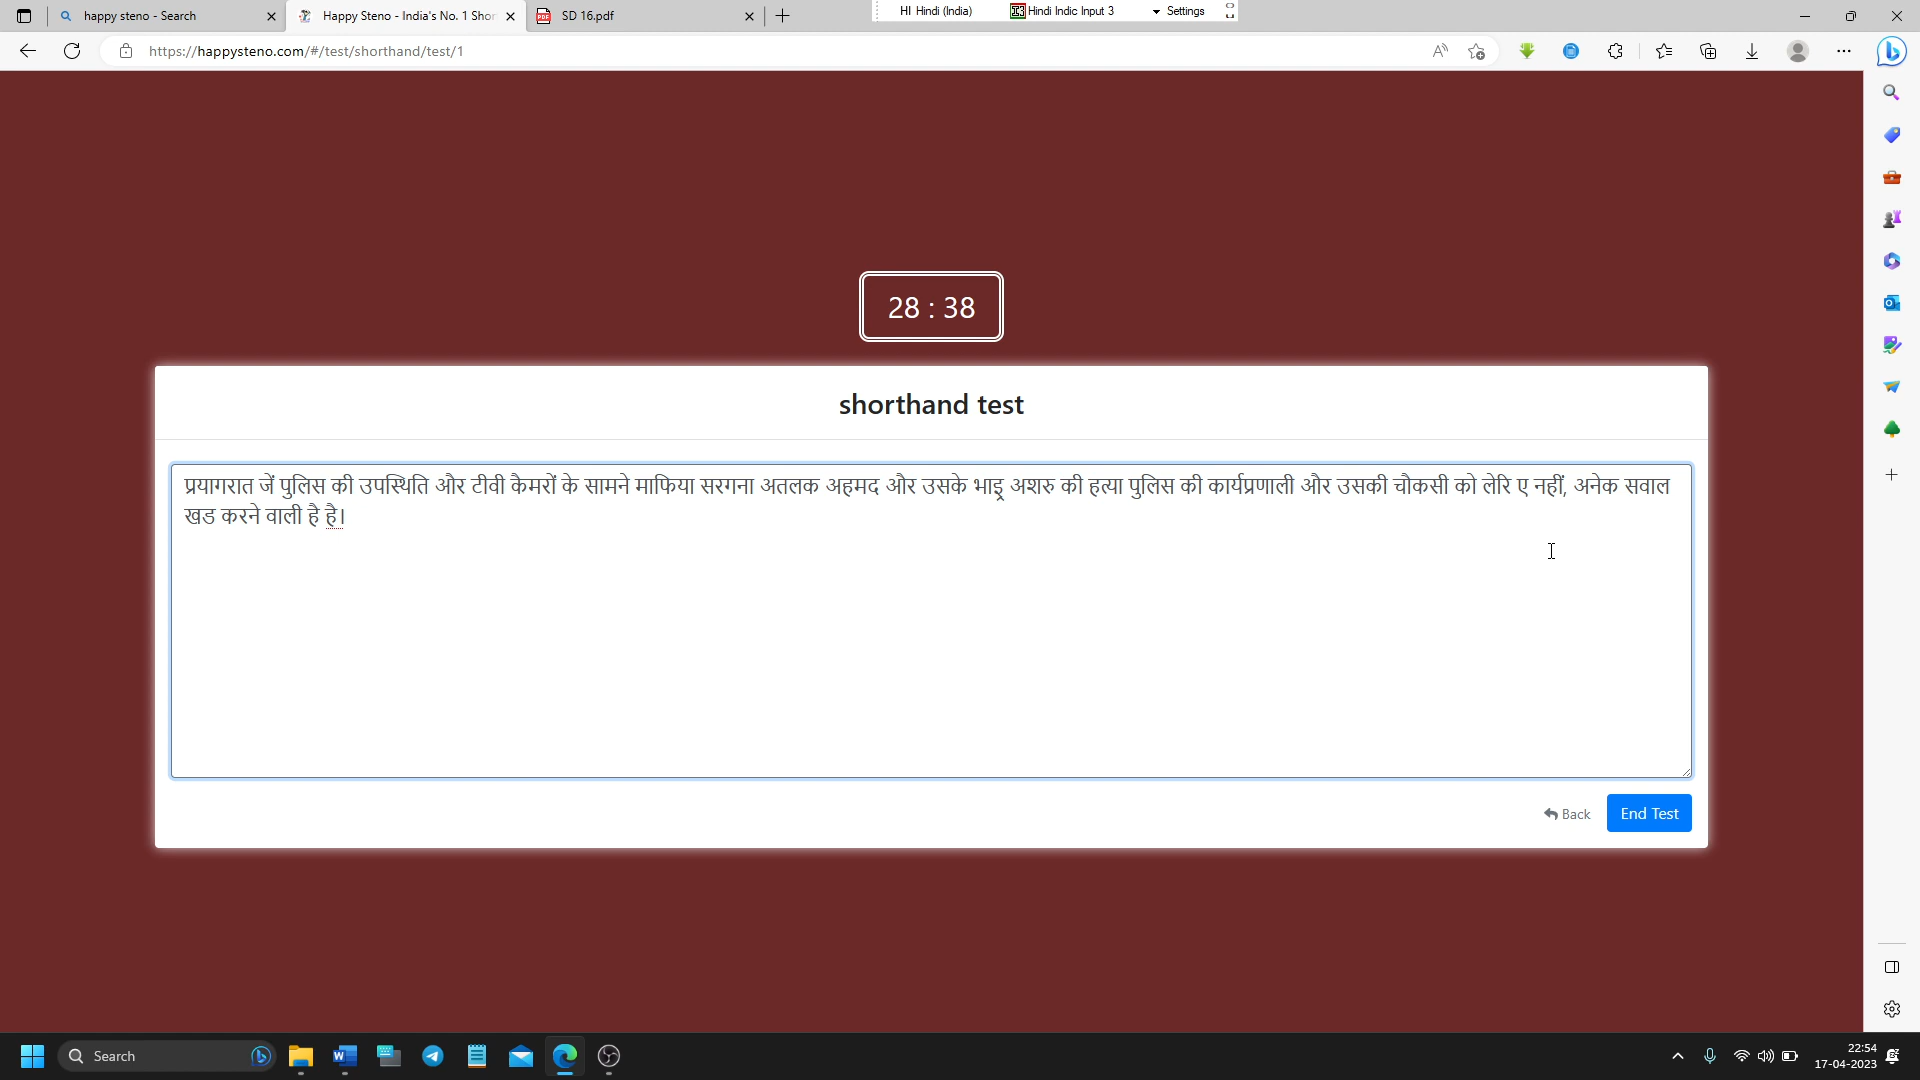 happy steno - Search
Happy Steno - India's No. 1 Shor
SD 16.pdf
HI Hindi (India)
Hindi Indic Input 3
Settings
https://happysteno.com/#/test/shorthand/test/1
28 : 38
shorthand test
प्रयागरात जें पुलिस की उपस्थिति और टीवी कैमरों के सामने माफिया सरगना अतलक अहमद और उसके भाइ्र अशरु की हत्या पुलिस की कार्यप्रणाली और उसकी चौकसी को लेरि ए नहीं, अनेक सवाल
खड करने वाली है है।
Back
End Test
Search
22:54
17-04-2023